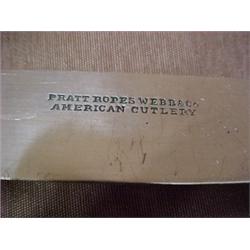 PRATT ROPES WEBB & Co
AMERICAN CUTLERY